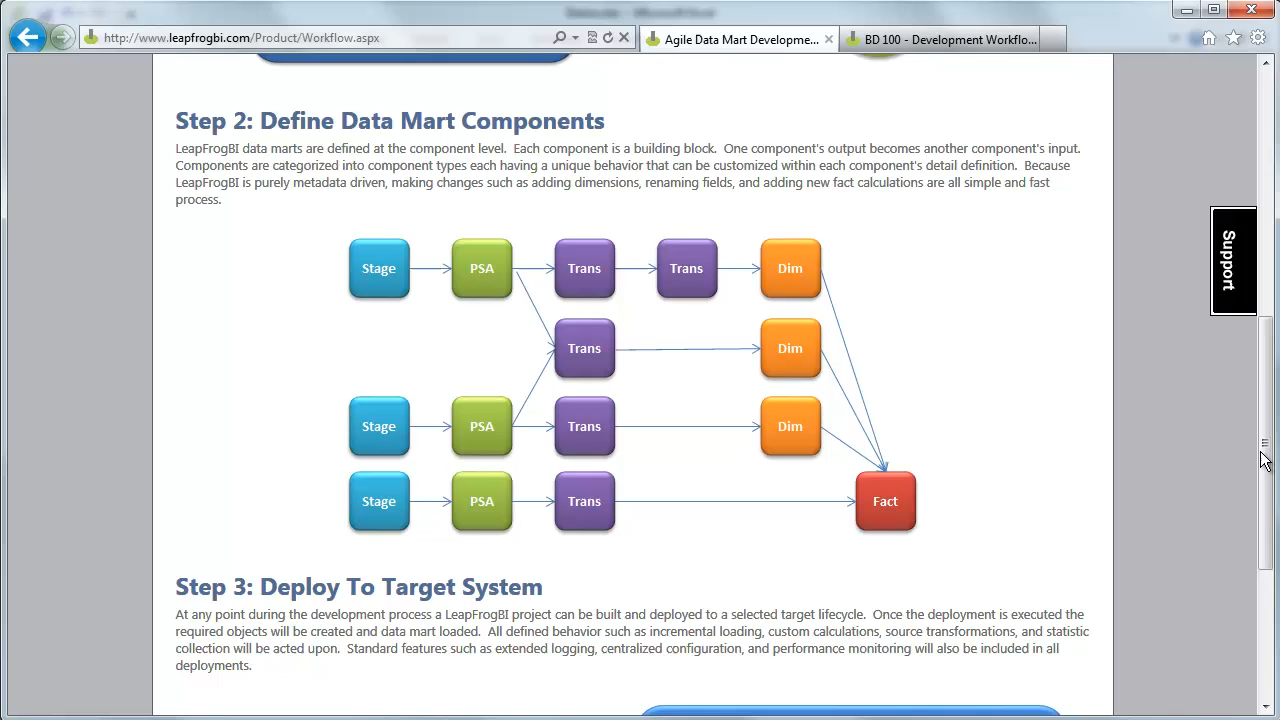 http://www.leapfrogbi.com/Product/Workflow.aspx
Agile Data Mart Developme...
BD 100 - Development Workflo...
Step 2: Define Data Mart Components
LeapFrogBI data marts are defined at the component level.  Each component is a building block.  One component's output becomes another component's input.
Components are categorized into component types each having a unique behavior that can be customized within each component's detail definition.  Because
LeapFrogBI is purely metadata driven, making changes such as adding dimensions, renaming fields, and adding new fact calculations are all simple and fast
process.
Support
Stage PSA Trans Trans Dim
Trans Dim
Stage PSA Trans Dim
Stage PSA Trans Fact
Step 3: Deploy To Target System
At any point during the development process a LeapFrogBI project can be built and deployed to a selected target lifecycle.  Once the deployment is executed the
required objects will be created and data mart loaded.  All defined behavior such as incremental loading, custom calculations, source transformations, and statistic
collection will be acted upon.  Standard features such as extended logging, centralized configuration, and performance monitoring will also be included in all
deployments.